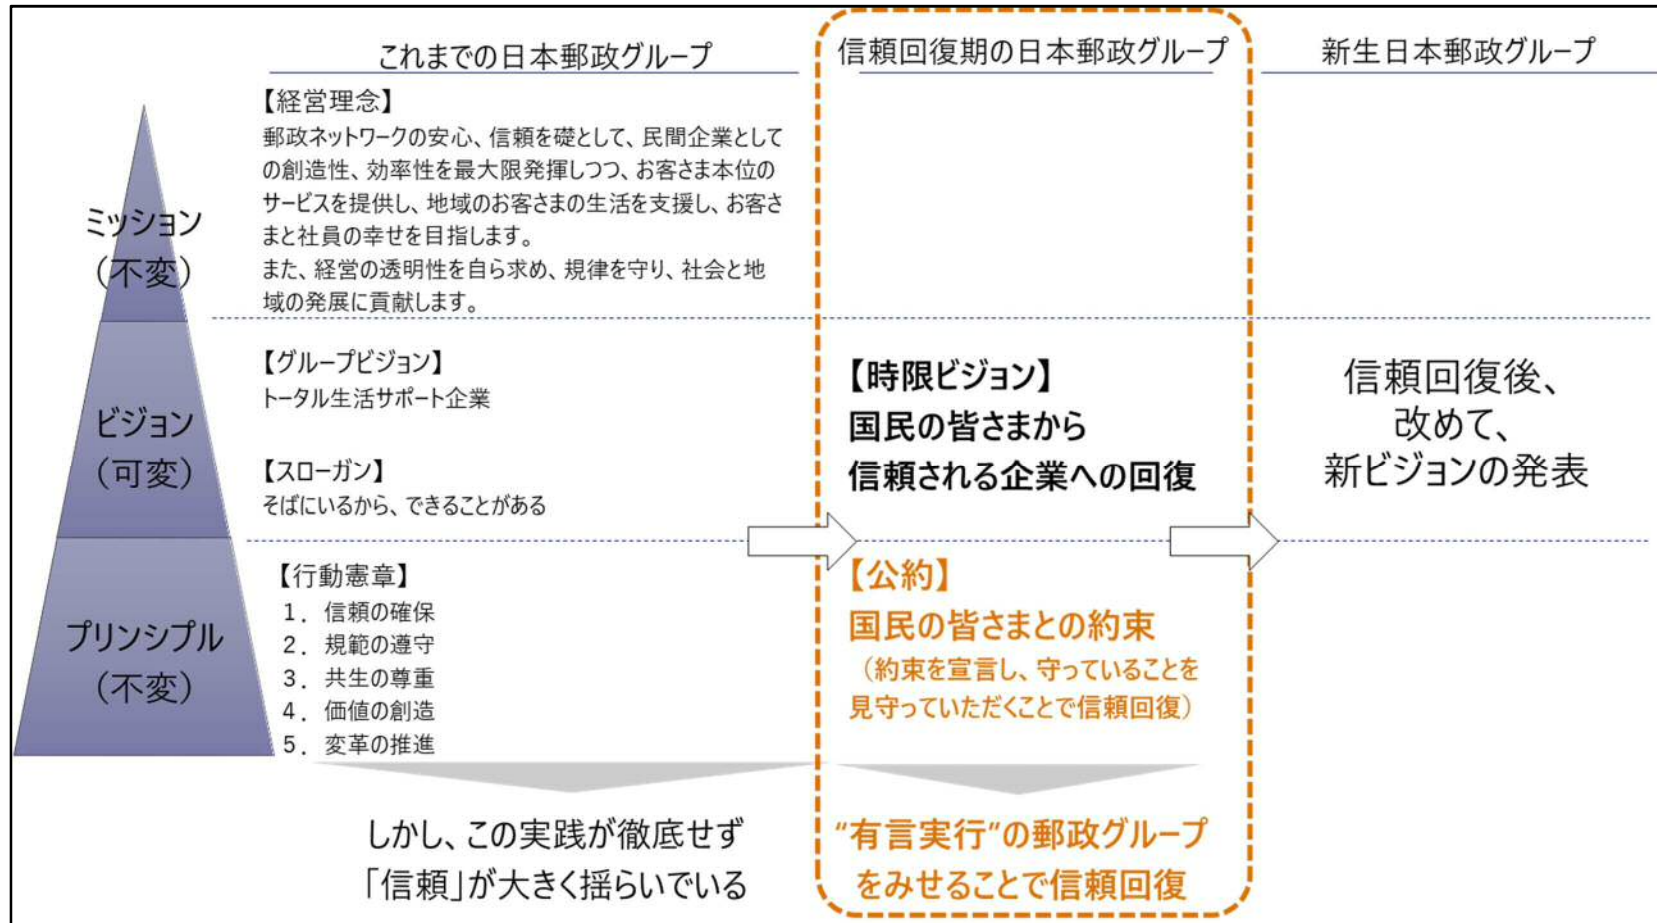 これまでの日本郵政グループ
信頼回復期の日本郵政グループ
新生日本郵政グループ
ミッション
（不変）
【経営理念】
郵政ネットワークの安心、信頼を礎として、民間企業として
の創造性、効率性を最大限発揮しつつ、お客さま本位の
サービスを提供し、地域のお客さまの生活を支援し、お客さ
まと社員の幸せを目指します。
また、経営の透明性を自ら求め、規律を守り、社会と地
域の発展に貢献します。
ビジョン
（可変）
【グループビジョン】
トータル生活サポート企業
【スローガン】
そばにいるから、できることがある
【時限ビジョン】
国民の皆さまから
信頼される企業への回復
信頼回復後、
改めて、
新ビジョンの発表
プリンシプル
（不変）
【行動憲章】
1．信頼の確保
2．規範の遵守
3．共生の尊重
4．価値の創造
5．変革の推進
【公約】
国民の皆さまとの約束
（約束を宣言し、守っていることを
見守っていただくことで信頼回復）
しかし、この実践が徹底せず
「信頼」が大きく揺らいでいる
“有言実行”の郵政グループ
をみせることで信頼回復